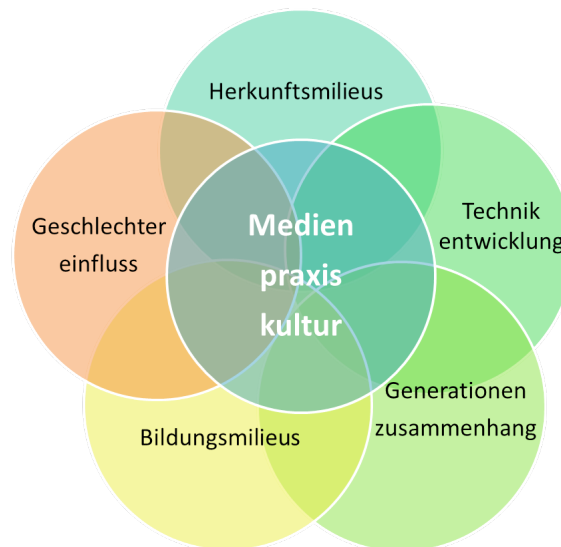 Herkunftsmilieus
Technik
entwicklung
Geschlechter
einfluss
Medien
praxis
kultur
Generationen
zusammenhang
Bildungsmilieus